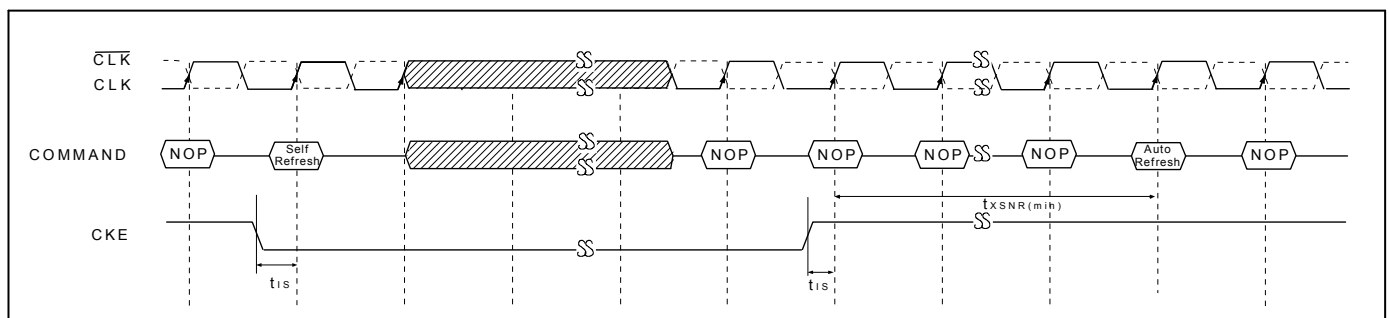 CLK
CLK
COMMAND NOP Self Refresh NOP NOP NOP NOP Auto Refresh NOP
tXSNR(min)
CKE
tIS tIS